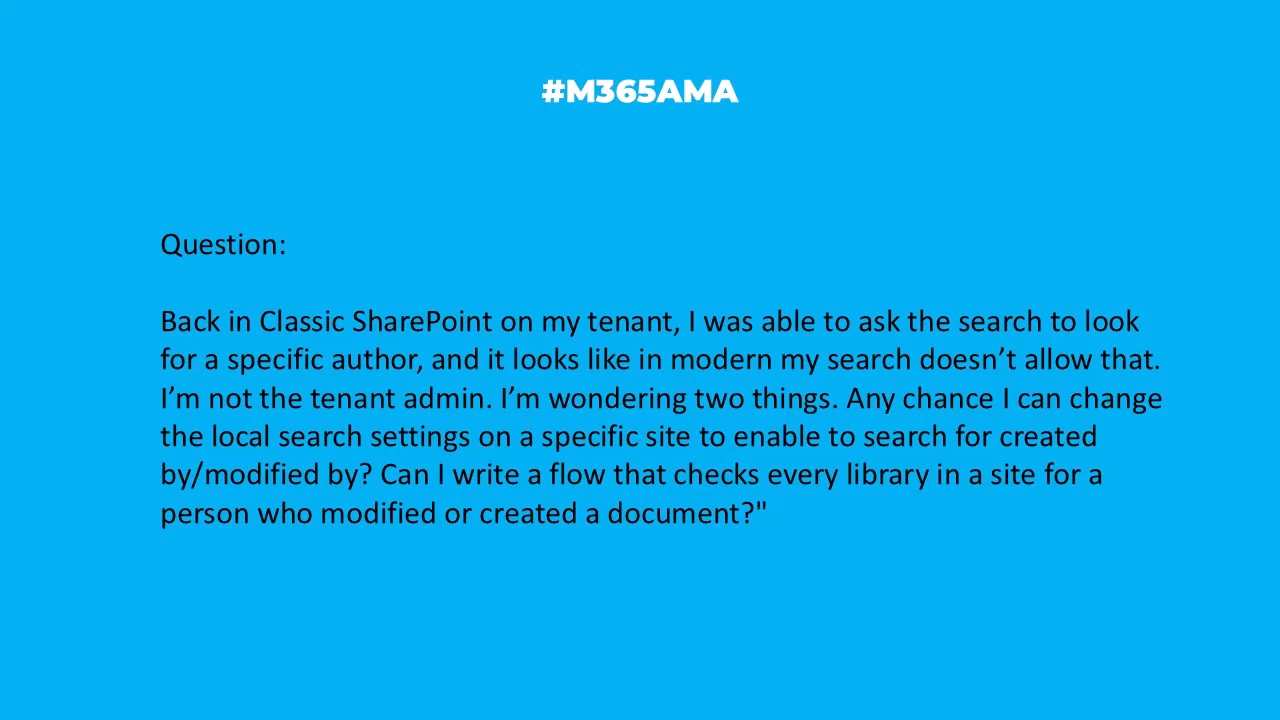 #M365AMA
Question:
Back in Classic SharePoint on my tenant, I was able to ask the search to look
for a specific author, and it looks like in modern my search doesn’t allow that.
I’m not the tenant admin. I’m wondering two things. Any chance I can change
the local search settings on a specific site to enable to search for created
by/modified by? Can I write a flow that checks every library in a site for a
person who modified or created a document?"